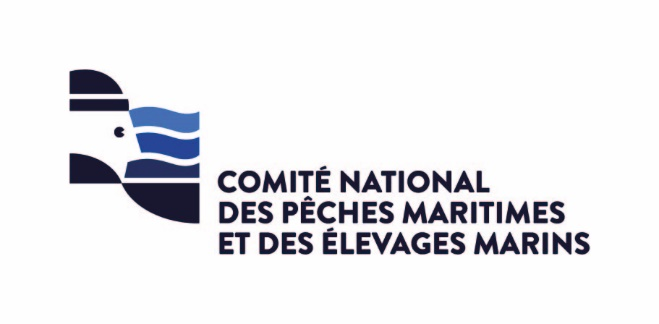 COMITÉ NATIONAL
DES PÊCHES MARITIMES
ET DES ÉLEVAGES MARINS